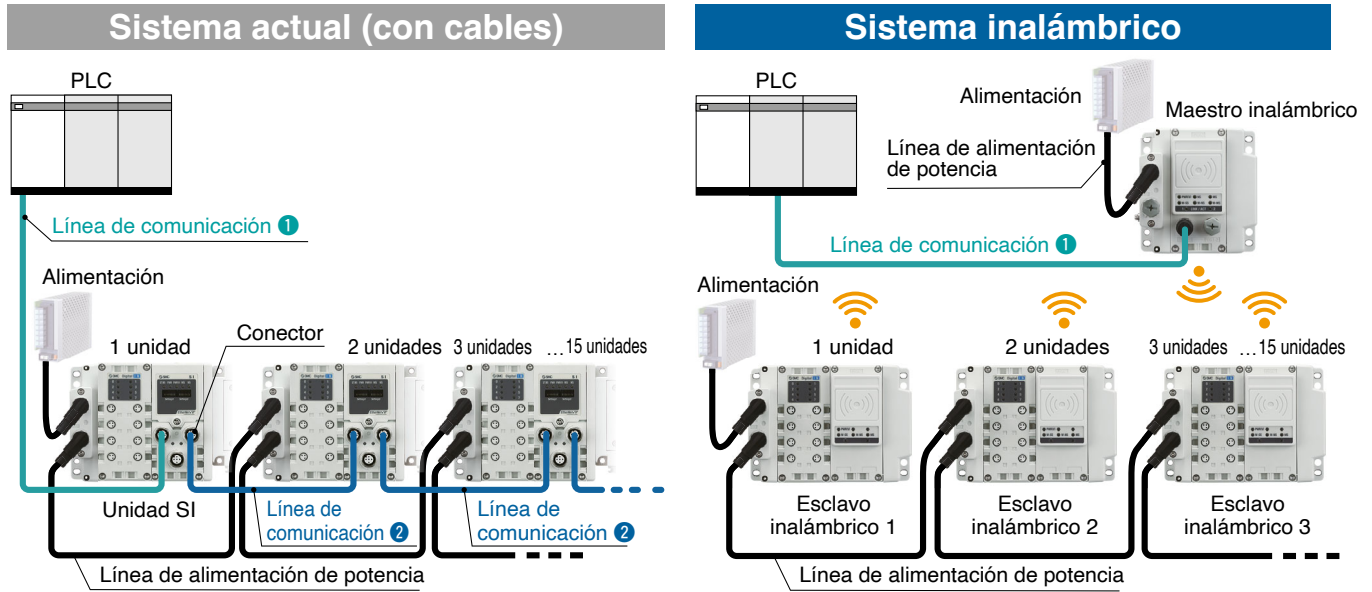 Sistema actual (con cables)
PLC
Línea de comunicación 1
Alimentación
1 unidad
Conector
2 unidades
3 unidades
...15 unidades
Unidad SI
Línea de
comunicación 2
Línea de
comunicación 2
Línea de alimentación de potencia
Sistema inalámbrico
PLC
Alimentación
Maestro inalámbrico
Línea de alimentación
de potencia
Línea de comunicación 1
Alimentación
1 unidad
2 unidades
3 unidades
...15 unidades
Esclavo
inalámbrico 1
Esclavo
inalámbrico 2
Esclavo
inalámbrico 3
Línea de alimentación de potencia